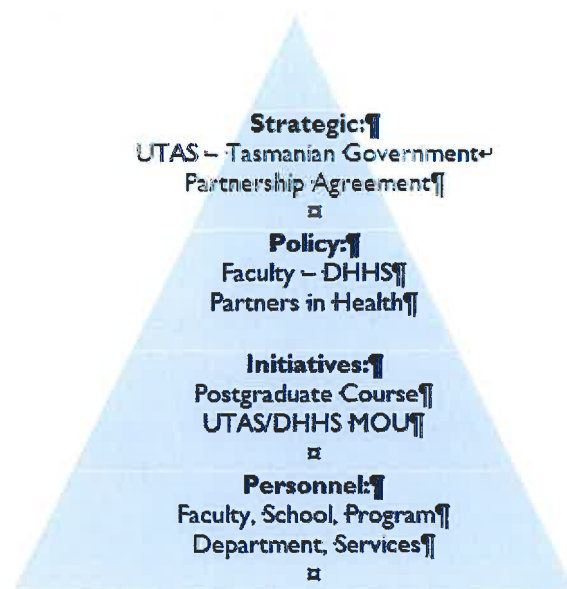 Strategic:¶
UTAS – Tasmanian Government↵
Partnership Agreement¶
¤
Policy:¶
Faculty – DHHS¶
Partners in Health¶
Initiatives:¶
Postgraduate Course¶
UTAS/DHHS MOU¶
¤
Personnel:¶
Faculty, School, Program¶
Department, Services¶
¤